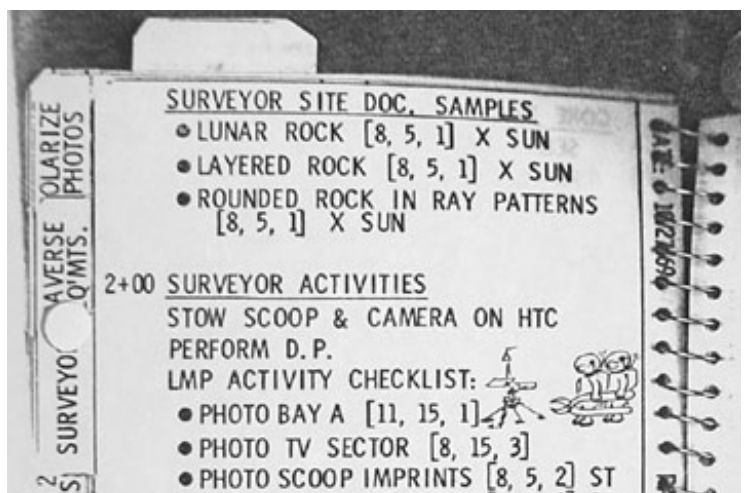 SURVEYOR SITE DOC. SAMPLES
• LUNAR ROCK [8, 5, 1] X SUN
• LAYERED ROCK [8, 5, 1] X SUN
• ROUNDED ROCK IN RAY PATTERNS
[8, 5, 1] X SUN
2+00 SURVEYOR ACTIVITIES
STOW SCOOP & CAMERA ON HTC
PERFORM D.P.
LMP ACTIVITY CHECKLIST:
• PHOTO BAY A [11, 15, 1]
• PHOTO TV SECTOR [8, 15, 3]
• PHOTO SCOOP IMPRINTS [8, 5, 2] ST
OLARIZE
PHOTOS
AVERSE
Q'MTS.
SURVEYO
2